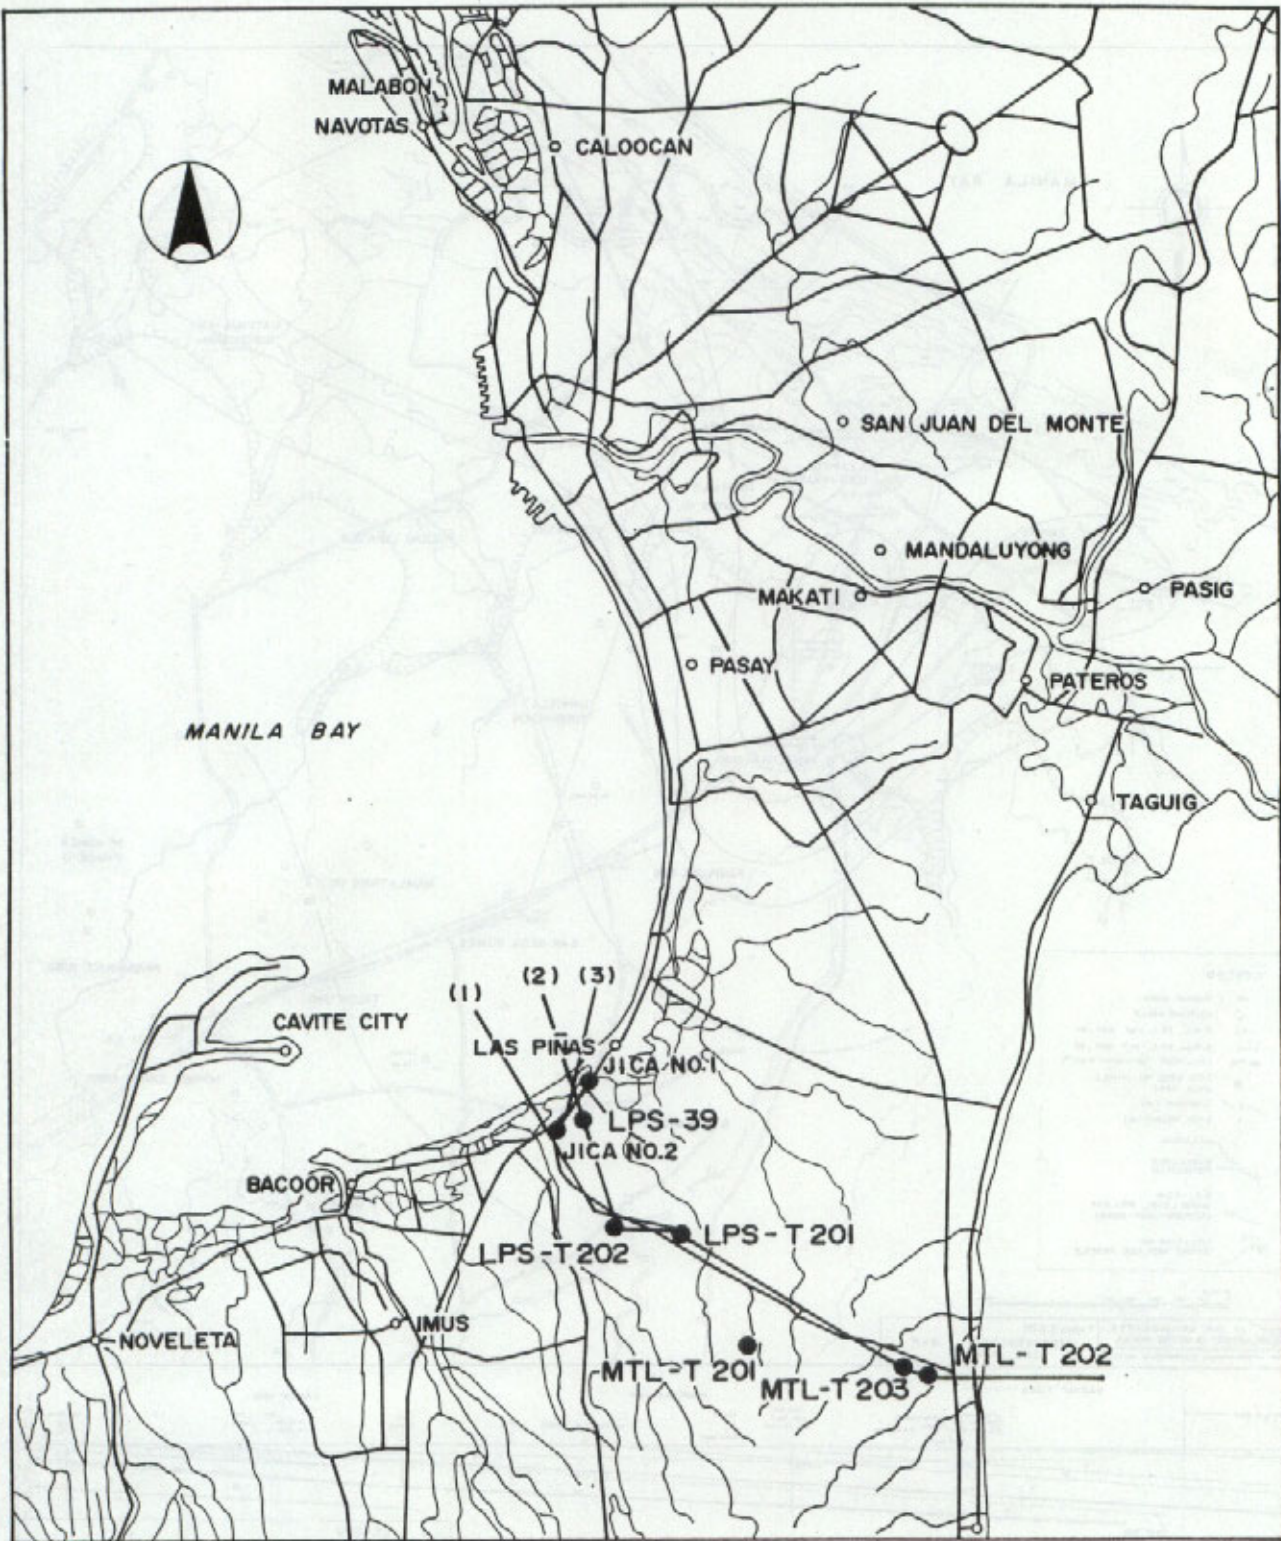 MALABON
NAVOTAS
CALOOCAN
SAN JUAN DEL MONTE
MANDALUYONG
MAKATI
PASIG
PASAY
PATEROS
MANILA BAY
TAGUIG
(1)
(2) (3)
CAVITE CITY
LAS PIÑAS
JICA NO.1
LPS-39
JICA NO.2
BACOOR
LPS-T 201
LPS-T 202
IMUS
NOVELETA
MTL-T 202
MTL-T 201
MTL-T 203